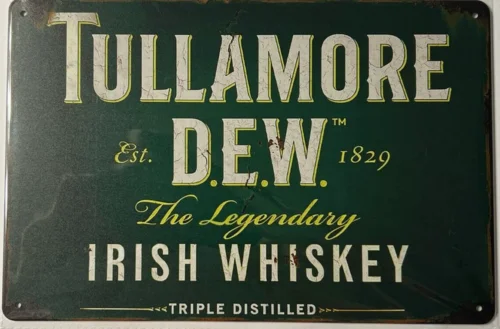 TULLAMORE
Est. D.E.W.™ 1829
The Legendary
IRISH WHISKEY
TRIPLE DISTILLED